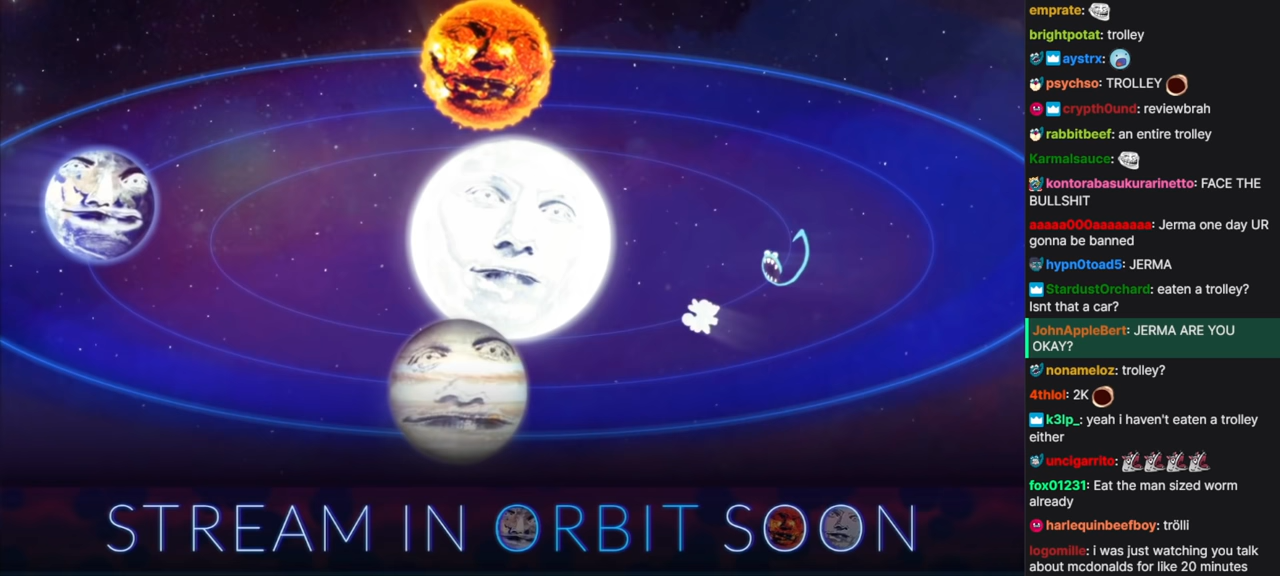 STREAM IN ORBIT SOON
emprate:
brightpotat: trolley
aystrx:
psychso: TROLLEY
crypth0und: reviewbrah
rabbitbeef: an entire trolley
Karmalsauce:
kontorabasukurarinetto: FACE THE
BULLSHIT
aaaaa000aaaaaaaa: Jerma one day UR
gonna be banned
hypn0toad5: JERMA
StardustOrchard: eaten a trolley?
Isnt that a car?
JohnAppleBert: JERMA ARE YOU
OKAY?
nonameloz: trolley?
4thlol: 2K
k3lp_: yeah i haven't eaten a trolley
either
uncigarrito:
fox01231: Eat the man sized worm
already
harlequinbeefboy: trölli
logomille: i was just watching you talk
about mcdonalds for like 20 minutes